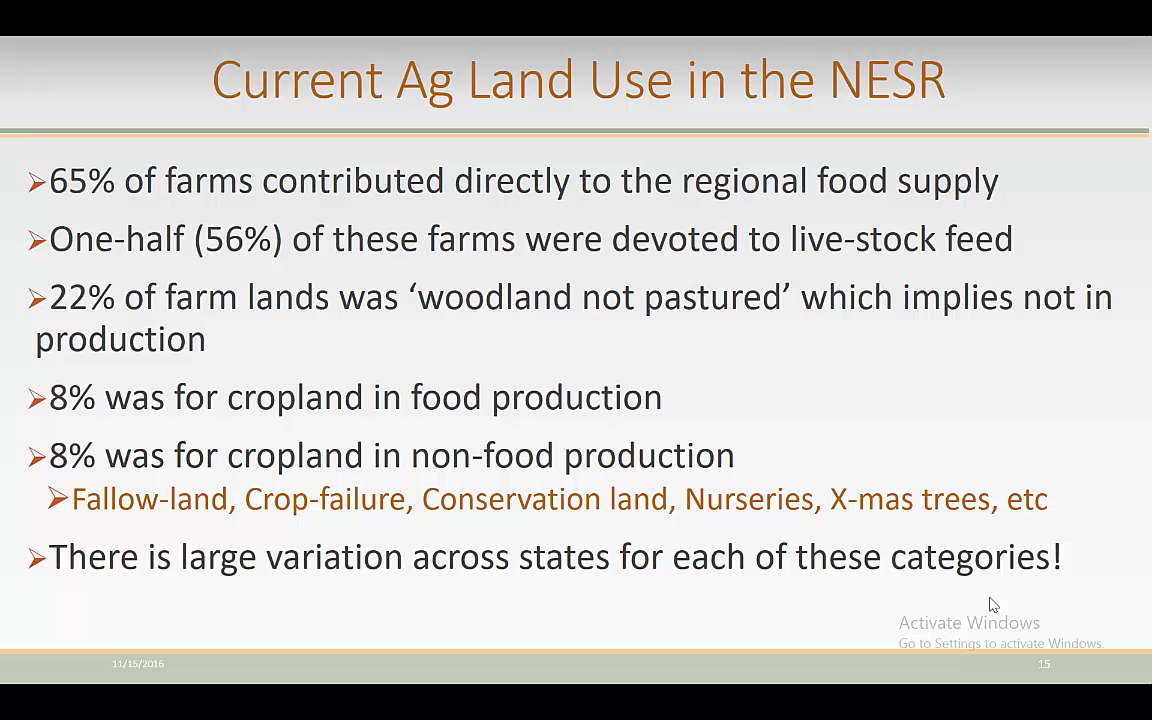 Current Ag Land Use in the NESR
65% of farms contributed directly to the regional food supply
One-half (56%) of these farms were devoted to live-stock feed
22% of farm lands was ‘woodland not pastured’ which implies not in
production
8% was for cropland in food production
8% was for cropland in non-food production
Fallow-land, Crop-failure, Conservation land, Nurseries, X-mas trees, etc
There is large variation across states for each of these categories!
Activate Windows
Go to Settings to activate Windows.
11/15/2016
15